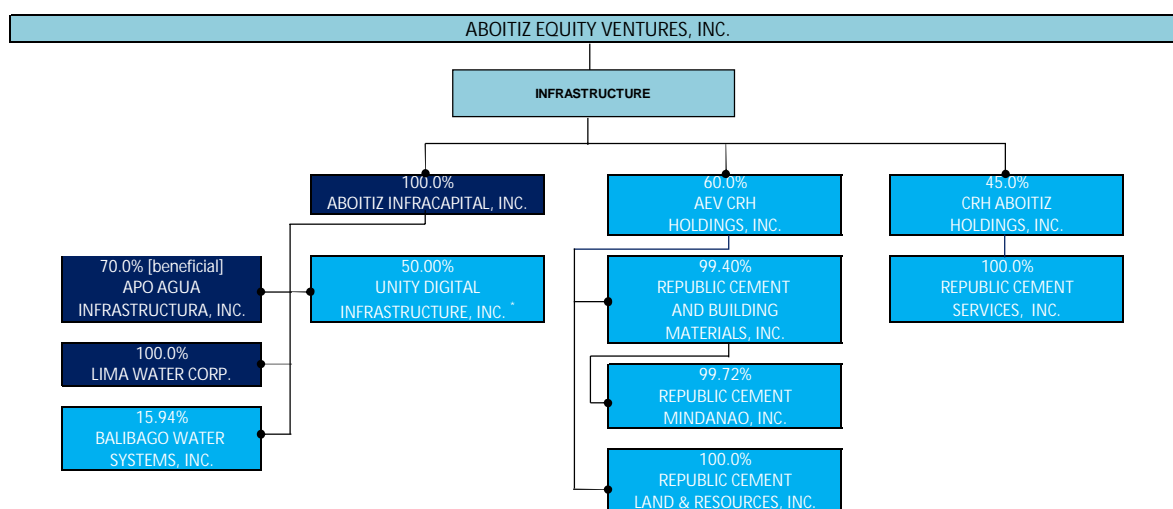 ABOITIZ EQUITY VENTURES, INC.
INFRASTRUCTURE
100.0%
ABOITIZ INFRACAPITAL, INC.
60.0%
AEV CRH
HOLDINGS, INC.
45.0%
CRH ABOITIZ
HOLDINGS, INC.
70.0% [beneficial]
APO AGUA
INFRASTRUCTURA, INC.
50.00%
UNITY DIGITAL
INFRASTRUCTURE, INC. *
99.40%
REPUBLIC CEMENT
AND BUILDING
MATERIALS, INC.
100.0%
REPUBLIC CEMENT
SERVICES, INC.
100.0%
LIMA WATER CORP.
99.72%
REPUBLIC CEMENT
MINDANAO, INC.
15.94%
BALIBAGO WATER
SYSTEMS, INC.
100.0%
REPUBLIC CEMENT
LAND & RESOURCES, INC.